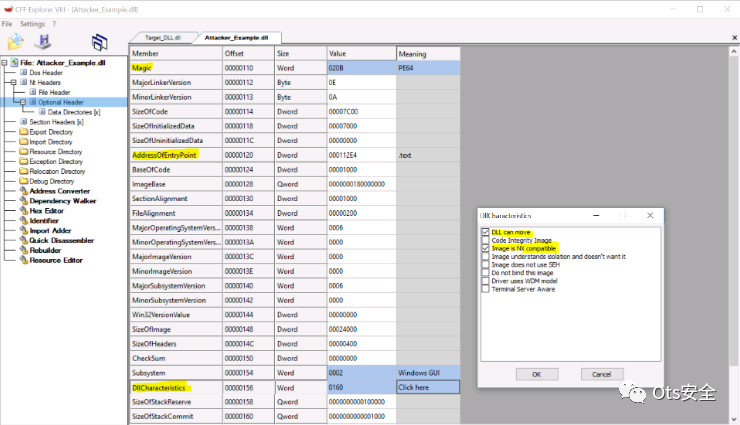 CFF Explorer VIII - [Attacker_Example.dll]
File Settings ?
Target_DLL.dll Attacker_Example.dll
File: Attacker_Example.dll
Dos Header
Nt Headers
File Header
Optional Header
Data Directories [x]
Section Headers [x]
Export Directory
Import Directory
Resource Directory
Exception Directory
Relocation Directory
Debug Directory
Address Converter
Dependency Walker
Hex Editor
Identifier
Import Adder
Quick Disassembler
Rebuilder
Resource Editor
Member Offset Size Value Meaning
Magic 00000110 Word 020B PE64
MajorLinkerVersion 00000112 Byte 0E
MinorLinkerVersion 00000113 Byte 0A
SizeOfCode 00000114 Dword 00007C00
SizeOfInitializedData 00000118 Dword 00007000
SizeOfUninitializedData 0000011C Dword 00000000
AddressOfEntryPoint 00000120 Dword 000112E4 .text
BaseOfCode 00000124 Dword 00001000
ImageBase 00000128 Qword 0000000180000000
SectionAlignment 00000130 Dword 00001000
FileAlignment 00000134 Dword 00000200
MajorOperatingSystemVers... 00000138 Word 0006
MinorOperatingSystemVers... 0000013A Word 0000
MajorImageVersion 0000013C Word 0000
MinorImageVersion 0000013E Word 0000
MajorSubsystemVersion 00000140 Word 0006
MinorSubsystemVersion 00000142 Word 0000
Win32VersionValue 00000144 Dword 00000000
SizeOfImage 00000148 Dword 00024000
SizeOfHeaders 0000014C Dword 00000400
CheckSum 00000150 Dword 00000000
Subsystem 00000154 Word 0002 Windows GUI
DllCharacteristics 00000156 Word 0160 Click here
SizeOfStackReserve 00000158 Qword 0000000000100000
SizeOfStackCommit 00000160 Qword 0000000000001000
DllCharacteristics
DLL can move
Code Integrity Image
Image is NX compatible
Image understands isolation and doesn't want it
Image does not use SEH
Do not bind this image
Driver uses WDM model
Terminal Server Aware
OK Cancel
Ots安全